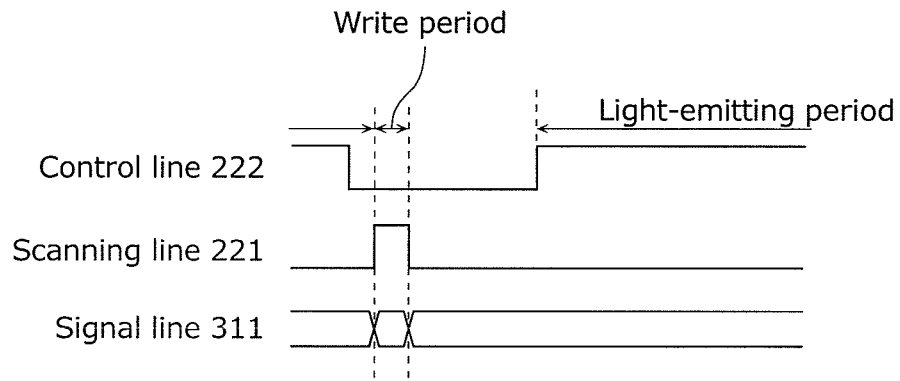 Write period
Light-emitting period
Control line 222
Scanning line 221
Signal line 311